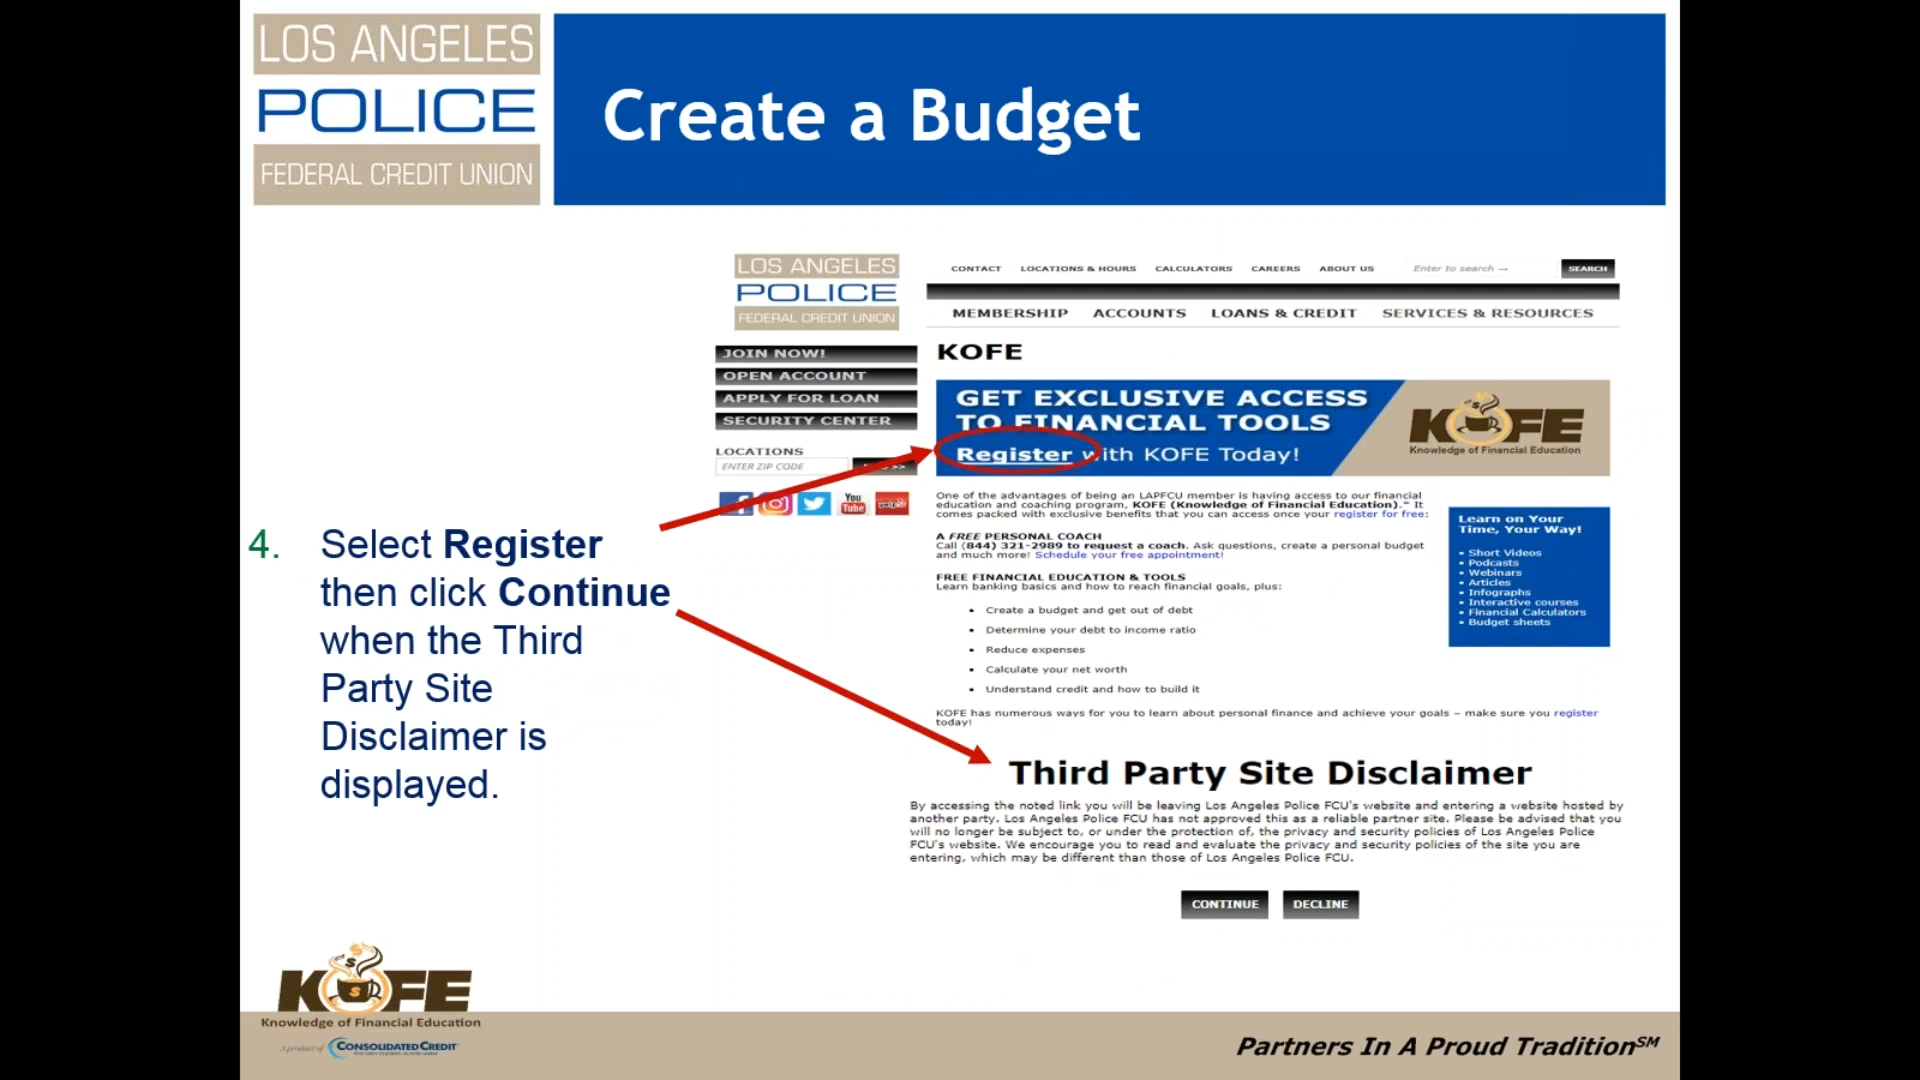 LOS ANGELES
POLICE
FEDERAL CREDIT UNION
Create a Budget
LOS ANGELES
POLICE
FEDERAL CREDIT UNION
CONTACT LOCATIONS & HOURS CALCULATORS CAREERS ABOUT US Enter to search → SEARCH
MEMBERSHIP ACCOUNTS LOANS & CREDIT SERVICES & RESOURCES
JOIN NOW!
OPEN ACCOUNT
APPLY FOR LOAN
SECURITY CENTER
LOCATIONS
ENTER ZIP CODE
You
Tube
KOFE
GET EXCLUSIVE ACCESS
TO FINANCIAL TOOLS
Register with KOFE Today!
KOFE
Knowledge of Financial Education
One of the advantages of being an LAPFCU member is having access to our financial
education and coaching program, KOFE (Knowledge of Financial Education)." It
comes packed with exclusive benefits that you can access once your register for free:
A FREE PERSONAL COACH
Call (844) 321-2989 to request a coach. Ask questions, create a personal budget
and much more! Schedule your free appointment!
FREE FINANCIAL EDUCATION & TOOLS
Learn banking basics and how to reach financial goals, plus:
• Create a budget and get out of debt
• Determine your debt to income ratio
• Reduce expenses
• Calculate your net worth
• Understand credit and how to build it
KOFE has numerous ways for you to learn about personal finance and achieve your goals – make sure you register
today!
Learn on Your
Time, Your Way!
• Short Videos
• Podcasts
• Webinars
• Articles
• Infographs
• Interactive courses
• Financial Calculators
• Budget sheets
4. Select Register
then click Continue
when the Third
Party Site
Disclaimer is
displayed.
Third Party Site Disclaimer
By accessing the noted link you will be leaving Los Angeles Police FCU's website and entering a website hosted by
another party. Los Angeles Police FCU has not approved this as a reliable partner site. Please be advised that you
will no longer be subject to, or under the protection of, the privacy and security policies of Los Angeles Police
FCU's website. We encourage you to read and evaluate the privacy and security policies of the site you are
entering, which may be different than those of Los Angeles Police FCU.
CONTINUE DECLINE
KOFE
Knowledge of Financial Education
A product of CONSOLIDATED CREDIT
Partners In A Proud Tradition℠